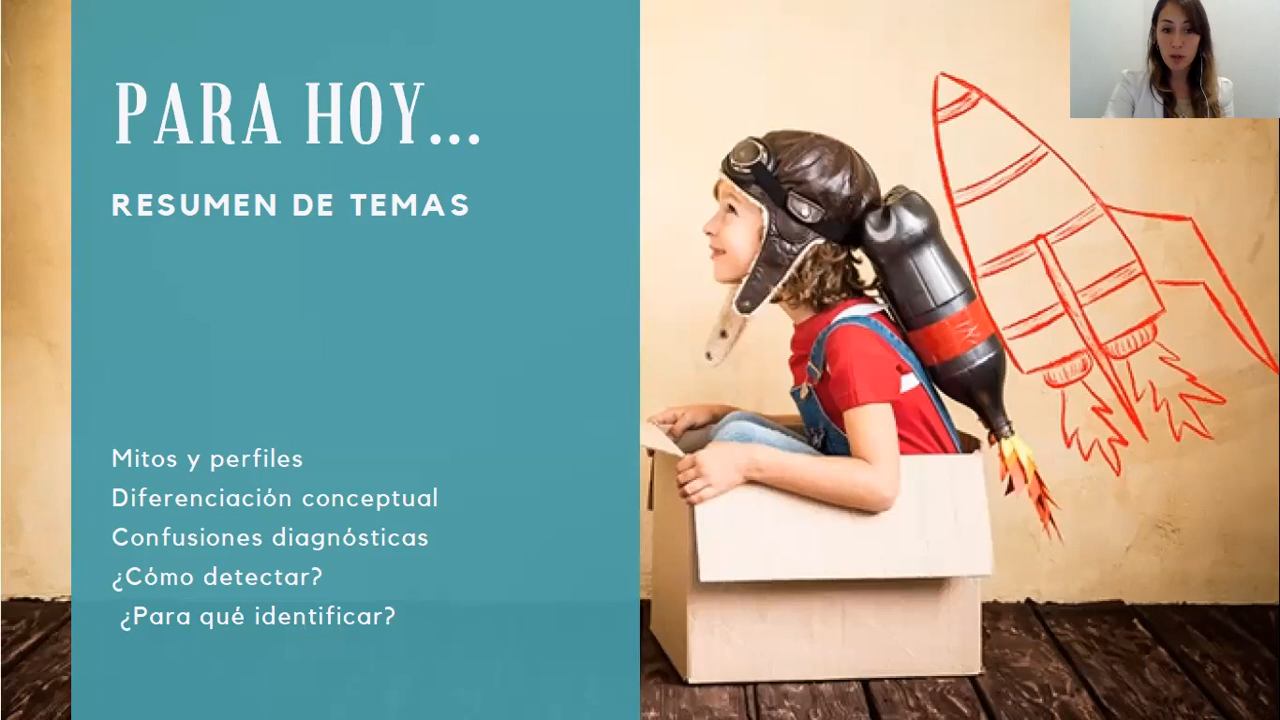 PARA HOY...
RESUMEN DE TEMAS
Mitos y perfiles
Diferenciación conceptual
Confusiones diagnósticas
¿Cómo detectar?
¿Para qué identificar?